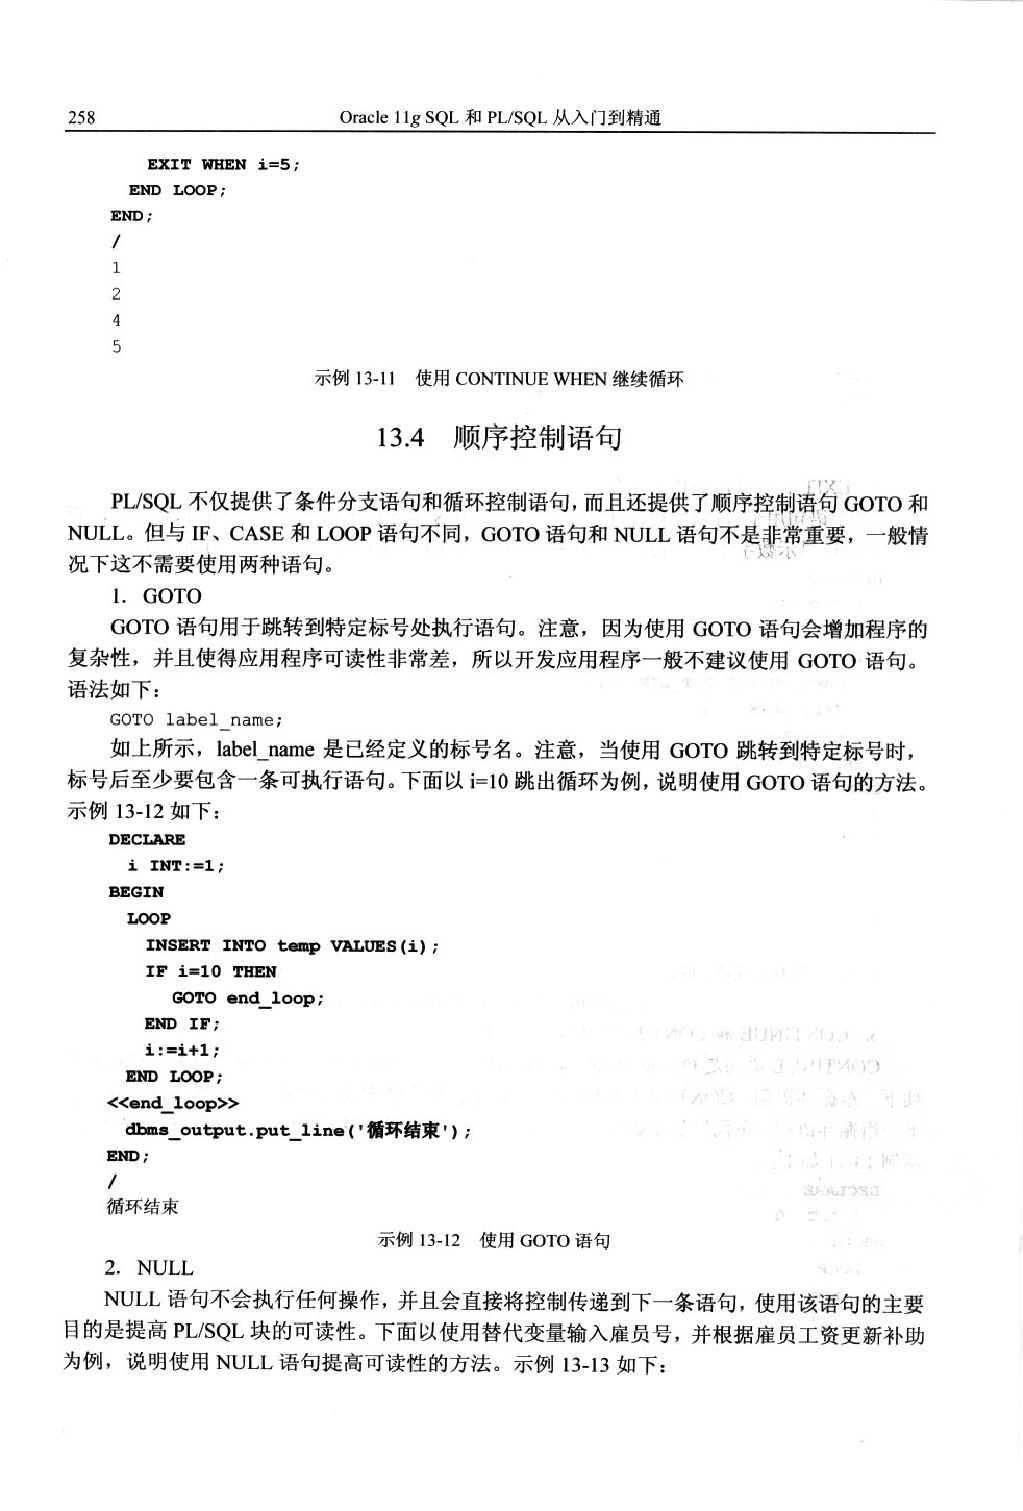 258 Oracle 11g SQL 和 PL/SQL 从入门到精通
EXIT WHEN i=5;
END LOOP;
END;
/
1
2
4
5
示例 13-11 使用 CONTINUE WHEN 继续循环
13.4 顺序控制语句
PL/SQL 不仅提供了条件分支语句和循环控制语句，而且还提供了顺序控制语句 GOTO 和
NULL。但与 IF、CASE 和 LOOP 语句不同，GOTO 语句和 NULL 语句不是非常重要，一般情
况下这不需要使用两种语句。
1. GOTO
GOTO 语句用于跳转到特定标号处执行语句。注意，因为使用 GOTO 语句会增加程序的
复杂性，并且使得应用程序可读性非常差，所以开发应用程序一般不建议使用 GOTO 语句。
语法如下：
GOTO label_name;
如上所示，label_name 是已经定义的标号名。注意，当使用 GOTO 跳转到特定标号时，
标号后至少要包含一条可执行语句。下面以 i=10 跳出循环为例，说明使用 GOTO 语句的方法。
示例 13-12 如下：
DECLARE
i INT:=1;
BEGIN
LOOP
INSERT INTO temp VALUES(i);
IF i=10 THEN
GOTO end_loop;
END IF;
i:=i+1;
END LOOP;
<<end_loop>>
dbms_output.put_line('循环结束');
END;
/
循环结束
示例 13-12 使用 GOTO 语句
2. NULL
NULL 语句不会执行任何操作，并且会直接将控制传递到下一条语句，使用该语句的主要
目的是提高 PL/SQL 块的可读性。下面以使用替代变量输入雇员号，并根据雇员工资更新补助
为例，说明使用 NULL 语句提高可读性的方法。示例 13-13 如下：